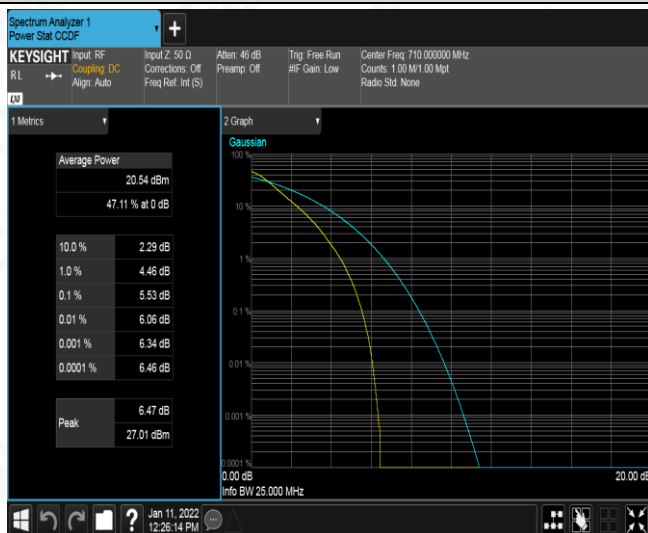 Spectrum Analyzer 1
Power Stat CCDF
+
KEYSIGHT
RL
LXI
Input: RF
Coupling: DC
Align: Auto
Input Z: 50 Ω
Corrections: Off
Freq Ref: Int (S)
Atten: 46 dB
Preamp: Off
Trig: Free Run
#IF Gain: Low
Center Freq: 710.000000 MHz
Counts: 1.00 M/1.00 Mpt
Radio Std: None
1 Metrics
Average Power
20.54 dBm
47.11 % at 0 dB
10.0 % 2.29 dB
1.0 % 4.46 dB
0.1 % 5.53 dB
0.01 % 6.06 dB
0.001 % 6.34 dB
0.0001 % 6.46 dB
Peak
6.47 dB
27.01 dBm
2 Graph
Gaussian
100 %
10 %
1 %
0.1 %
0.01 %
0.001 %
0.0001 %
0.00 dB 20.00 dB
Info BW 25.000 MHz
?
Jan 11, 2022
12:26:14 PM